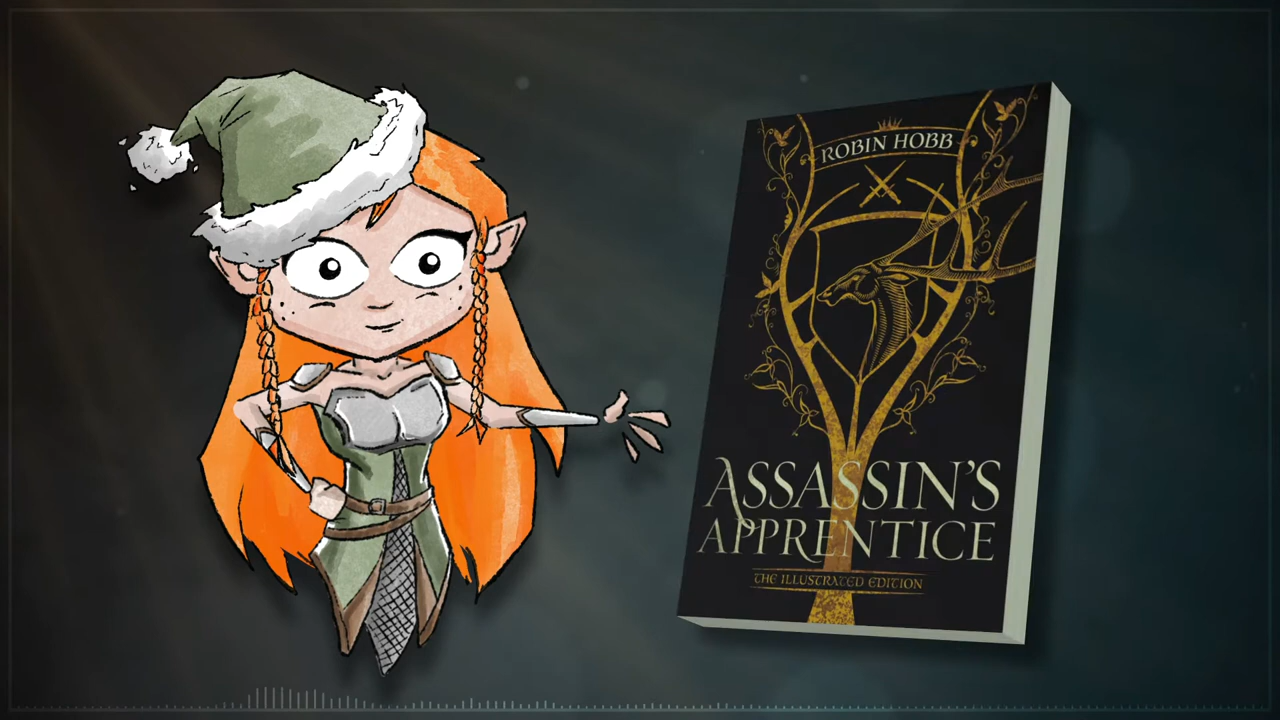 ROBIN HOBB
ASSASSIN'S
APPRENTICE
THE ILLUSTRATED EDITION